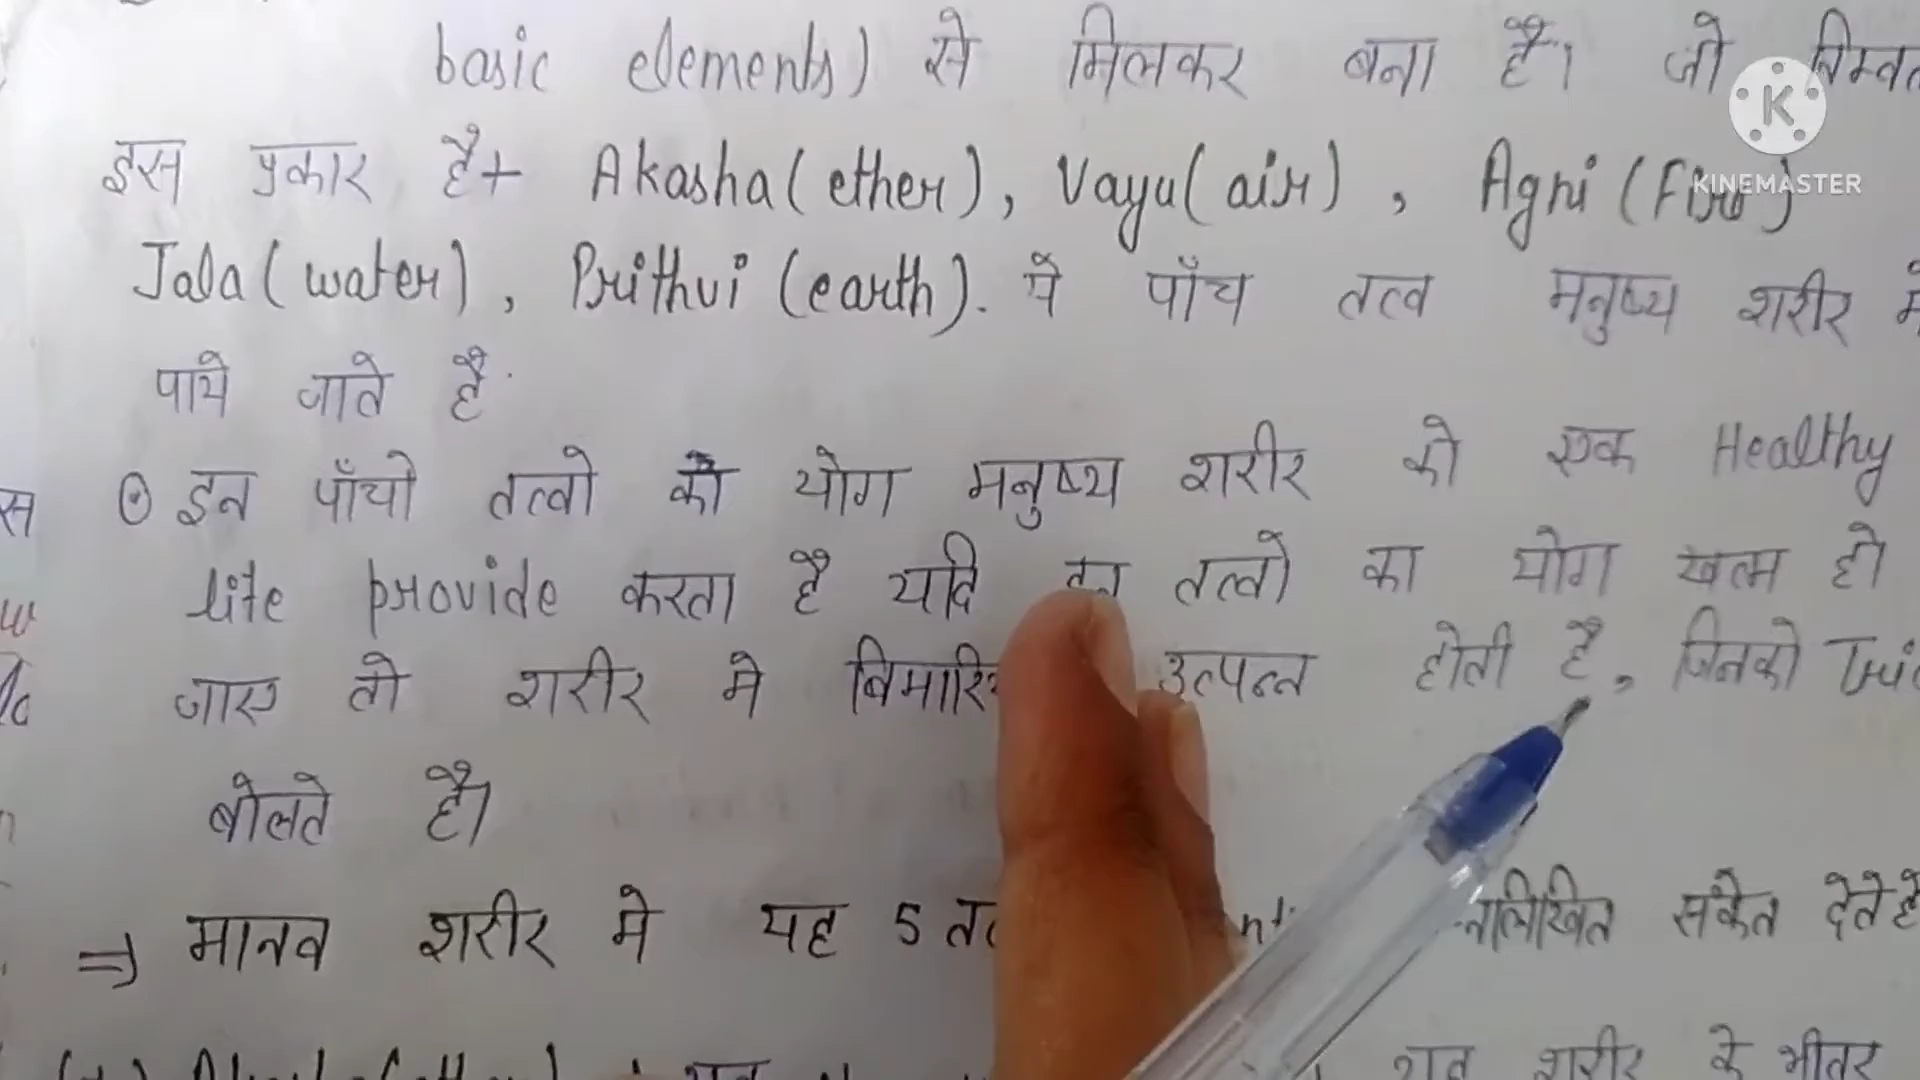 basic elements) से मिलकर बना है। जो
इस प्रकार है+ Akasha(ether), Vayu(air), Agni(Fire)
Jala(water), Prithvi(earth). ये पाँच तत्व मनुष्य शरीर मे
पाये जाते है
⊙ इन पाँचो तत्वो को योग मनुष्य शरीर को एक Healthy
life provide करता है यदि इन तत्वो का योग खत्म हो
जाए तो शरीर मे उत्पन्न होती है, जिनको
बोलते है।
=> मानव शरीर मे यह 5 संकेत देते है
शरीर के भीतर
KINEMASTER